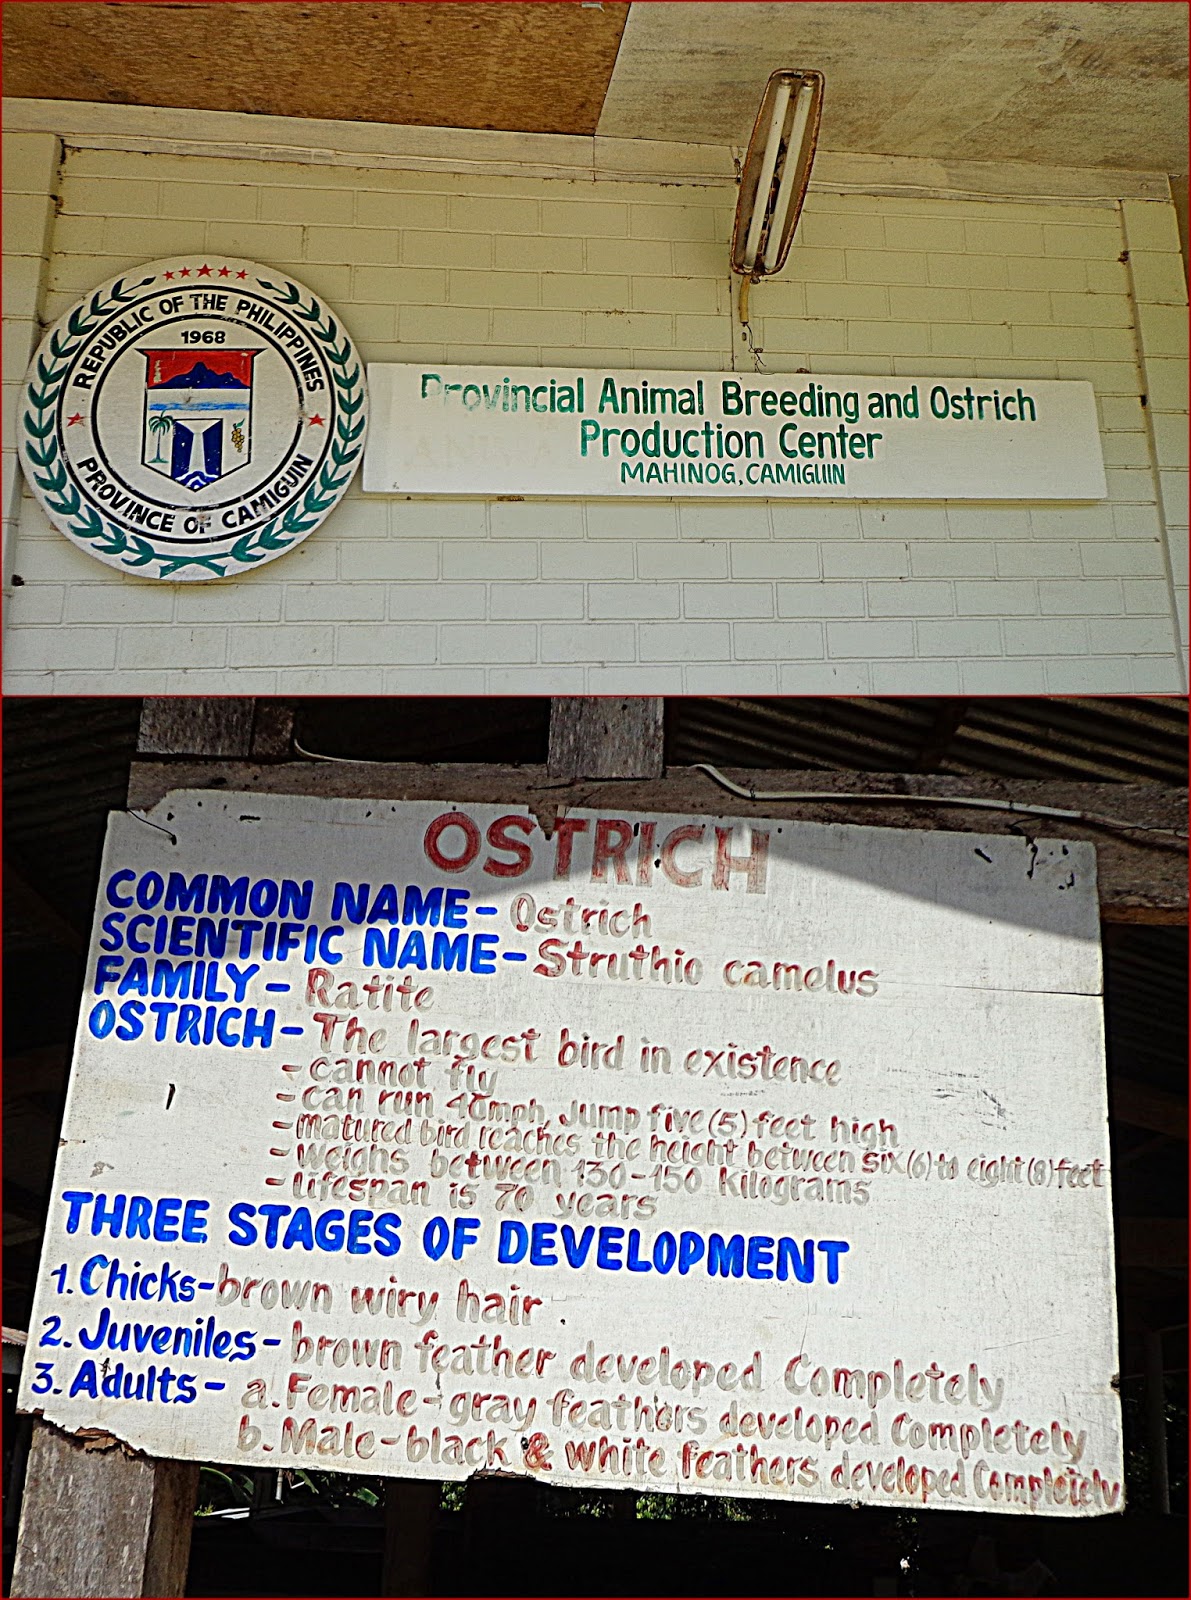 REPUBLIC OF THE PHILIPPINES
1968
PROVINCE OF CAMIGUIN
Provincial Animal Breeding and Ostrich
Production Center
MAHINOG, CAMIGUIN
OSTRICH
COMMON NAME- Ostrich
SCIENTIFIC NAME- Struthio camelus
FAMILY- Ratite
OSTRICH- The largest bird in existence
- cannot fly
- can run 40mph, Jump five (5) feet high
- matured bird reaches the height between six (6) to eight (8) feet
- weighs between 130-150 kilograms
- lifespan is 70 years
THREE STAGES OF DEVELOPMENT
1. Chicks- brown wiry hair.
2. Juveniles- brown feather developed Completely
3. Adults- a. Female- gray feathers developed Completely
b. Male- black & white feathers developed Completely